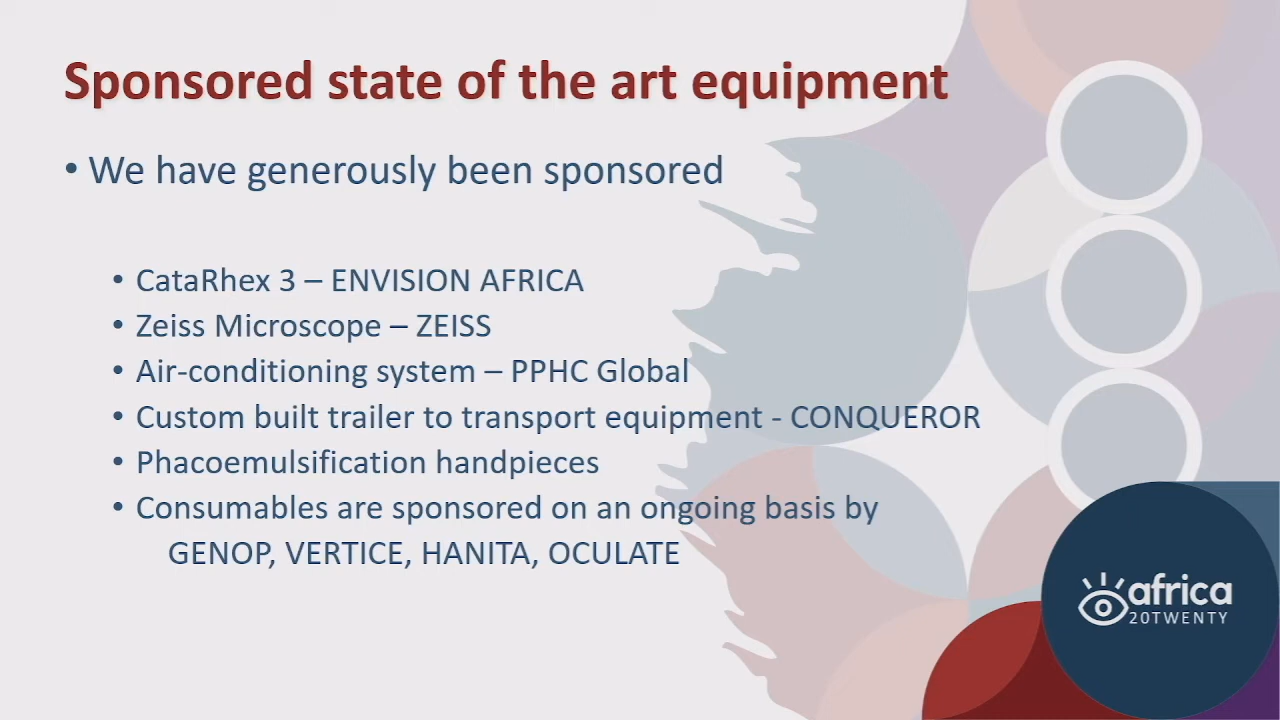 Sponsored state of the art equipment
• We have generously been sponsored
• CataRhex 3 – ENVISION AFRICA
• Zeiss Microscope – ZEISS
• Air-conditioning system – PPHC Global
• Custom built trailer to transport equipment - CONQUEROR
• Phacoemulsification handpieces
• Consumables are sponsored on an ongoing basis by
GENOP, VERTICE, HANITA, OCULATE
africa
20TWENTY